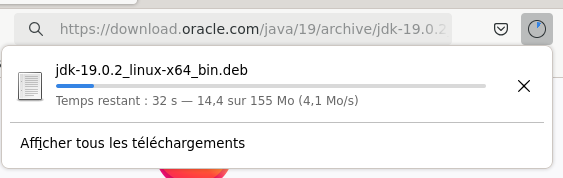 https://download.oracle.com/java/19/archive/jdk-19.0.2
jdk-19.0.2_linux-x64_bin.deb
Temps restant : 32 s — 14,4 sur 155 Mo (4,1 Mo/s)
Afficher tous les téléchargements